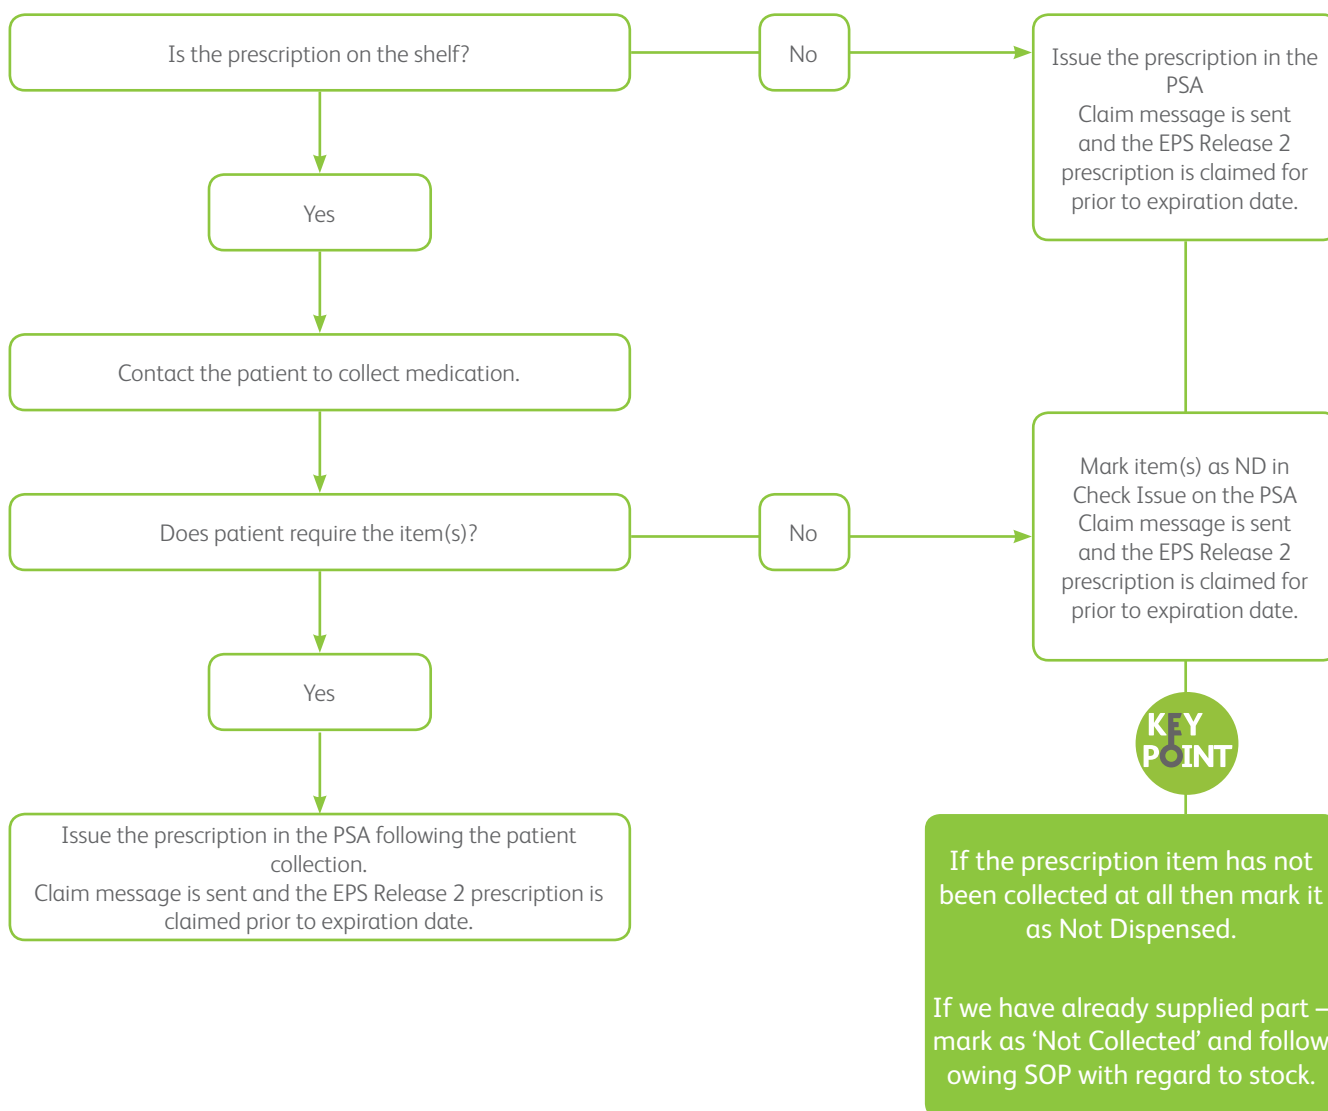 Is the prescription on the shelf?
No
Issue the prescription in the
PSA
Claim message is sent
and the EPS Release 2
prescription is claimed for
prior to expiration date.
Yes
Contact the patient to collect medication.
Does patient require the item(s)?
No
Mark item(s) as ND in
Check Issue on the PSA
Claim message is sent
and the EPS Release 2
prescription is claimed for
prior to expiration date.
Yes
KEY
POINT
Issue the prescription in the PSA following the patient
collection.
Claim message is sent and the EPS Release 2 prescription is
claimed prior to expiration date.
If the prescription item has not
been collected at all then mark it
as Not Dispensed.
If we have already supplied part –
mark as ‘Not Collected’ and follow
owing SOP with regard to stock.